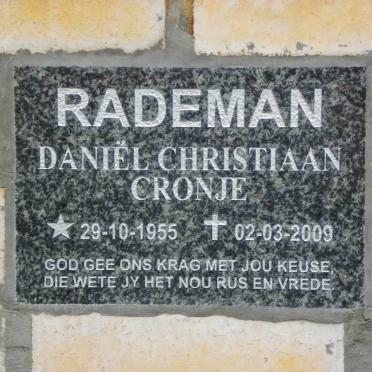 RADEMAN
DANIËL CHRISTIAAN
CRONJE
★ 29-10-1955 ✝ 02-03-2009
GOD GEE ONS KRAG MET JOU KEUSE,
DIE WETE JY HET NOU RUS EN VREDE.